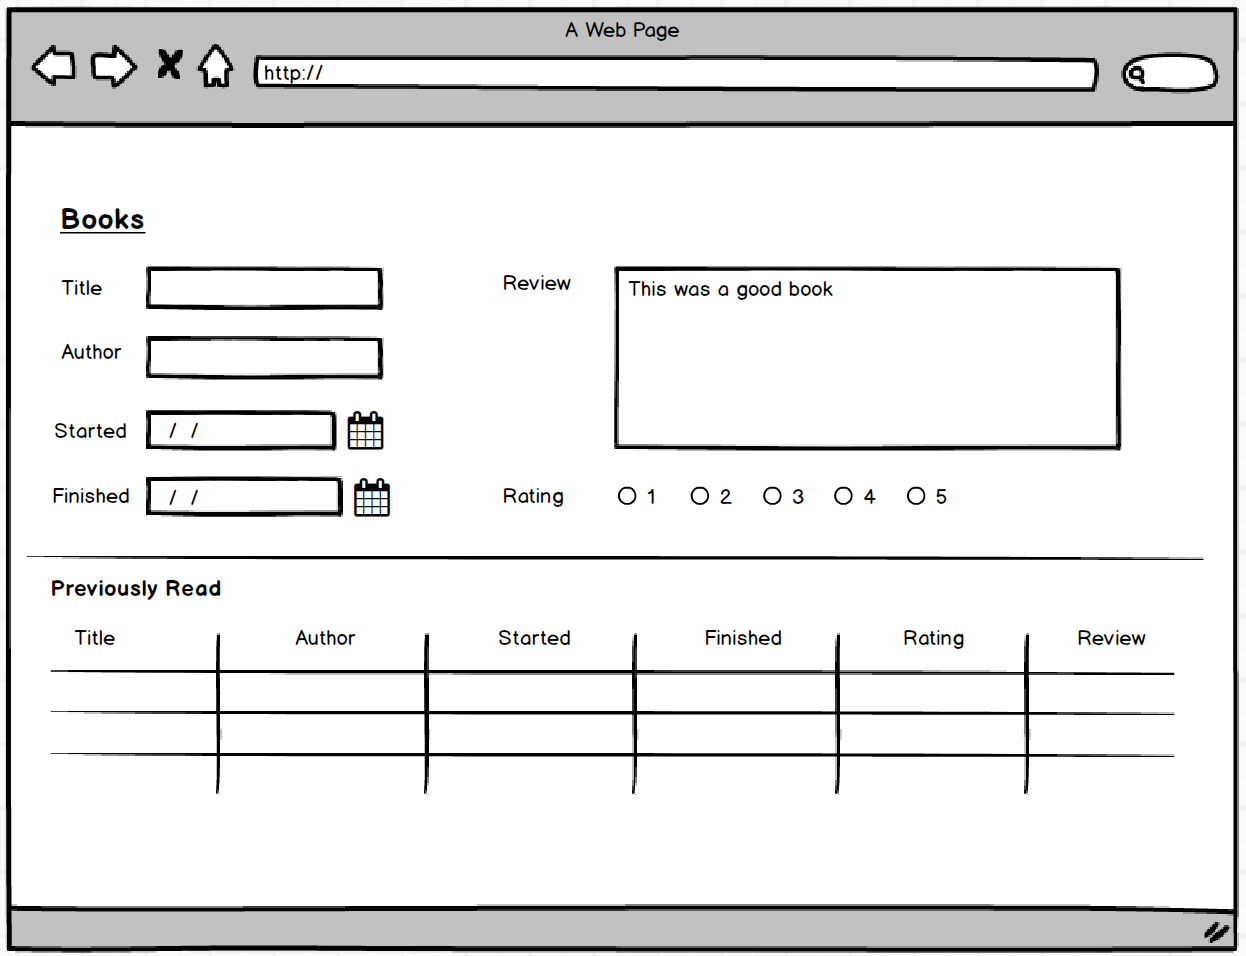 A Web Page
http://
Books
Title
Author
Started / /
Finished / /
Review
This was a good book
Rating 1 2 3 4 5
Previously Read
Title Author Started Finished Rating Review